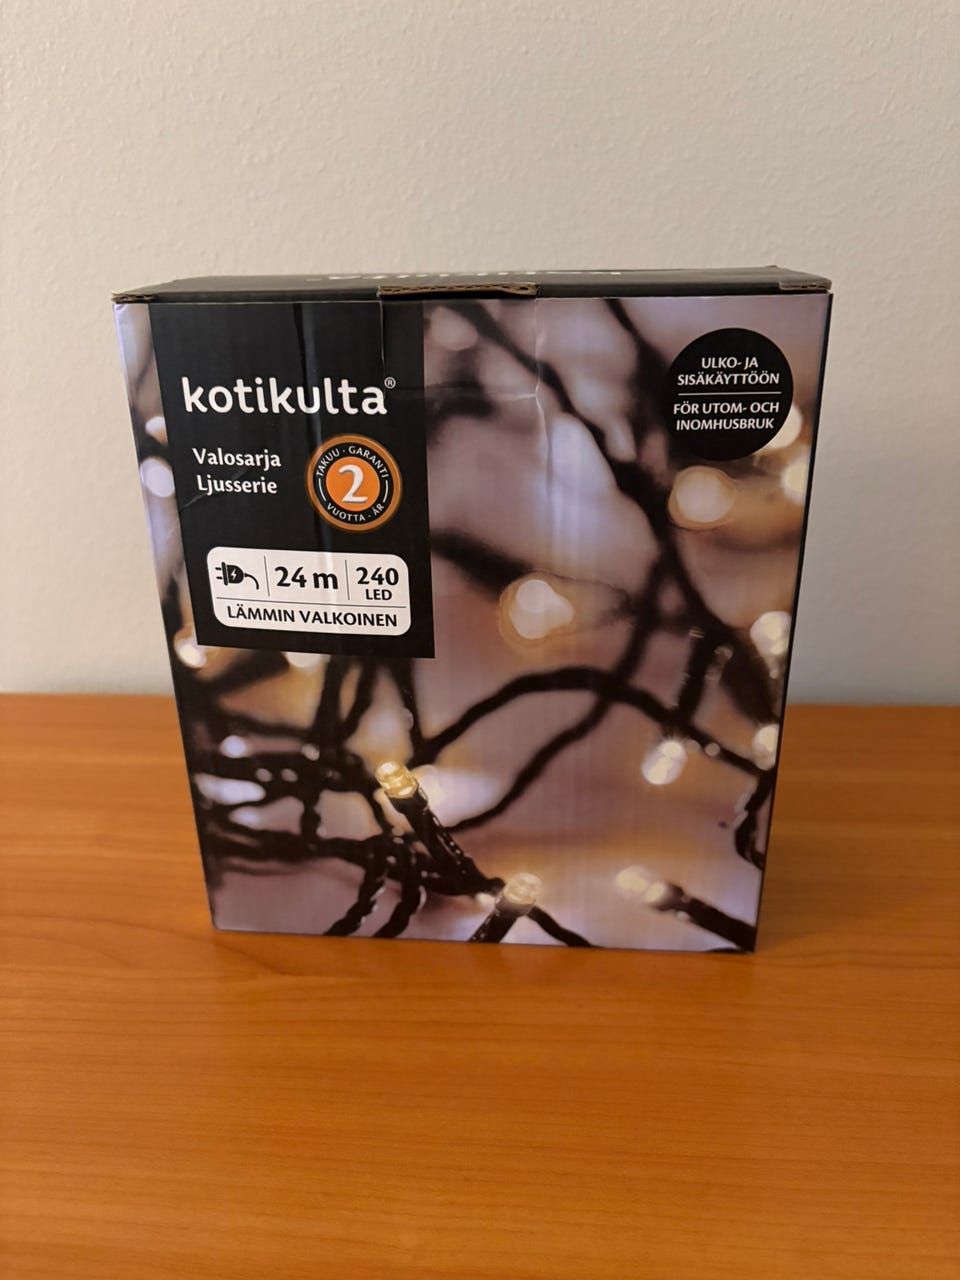 kotikulta®
Valosarja
Ljusserie
TAKUU · GARANTI
2
VUOTTA · ÅR
24 m
240
LED
LÄMMIN VALKOINEN
ULKO- JA
SISÄKÄYTTÖÖN
FÖR UTOM- OCH
INOMHUSBRUK